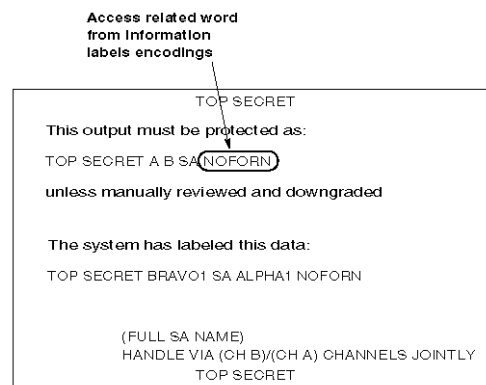 Access related word
from information
labels encodings
TOP SECRET
This output must be protected as:
TOP SECRET A B SA NOFORN
unless manually reviewed and downgraded
The system has labeled this data:
TOP SECRET BRAVO1 SA ALPHA1 NOFORN
(FULL SA NAME)
HANDLE VIA (CH B)/(CH A) CHANNELS JOINTLY
TOP SECRET